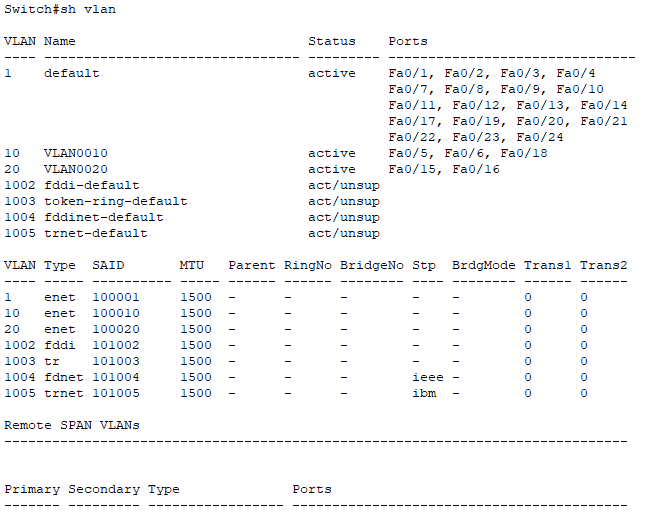 Switch#sh vlan
VLAN Name                             Status    Ports
---- -------------------------------- --------- -------------------------------
1    default                          active    Fa0/1, Fa0/2, Fa0/3, Fa0/4
                                                Fa0/7, Fa0/8, Fa0/9, Fa0/10
                                                Fa0/11, Fa0/12, Fa0/13, Fa0/14
                                                Fa0/17, Fa0/19, Fa0/20, Fa0/21
                                                Fa0/22, Fa0/23, Fa0/24
10   VLAN0010                         active    Fa0/5, Fa0/6, Fa0/18
20   VLAN0020                         active    Fa0/15, Fa0/16
1002 fddi-default                     act/unsup
1003 token-ring-default               act/unsup
1004 fddinet-default                  act/unsup
1005 trnet-default                    act/unsup
VLAN Type  SAID       MTU   Parent RingNo BridgeNo Stp  BrdgMode Trans1 Trans2
---- ----- ---------- ----- ------ ------ -------- ---- -------- ------ ------
1    enet  100001     1500  -      -      -        -    -        0      0
10   enet  100010     1500  -      -      -        -    -        0      0
20   enet  100020     1500  -      -      -        -    -        0      0
1002 fddi  101002     1500  -      -      -        -    -        0      0
1003 tr    101003     1500  -      -      -        -    -        0      0
1004 fdnet 101004     1500  -      -      -        ieee -        0      0
1005 trnet 101005     1500  -      -      -        ibm  -        0      0
Remote SPAN VLANs
------------------------------------------------------------------------------
Primary Secondary Type              Ports
------- --------- ----------------- ------------------------------------------